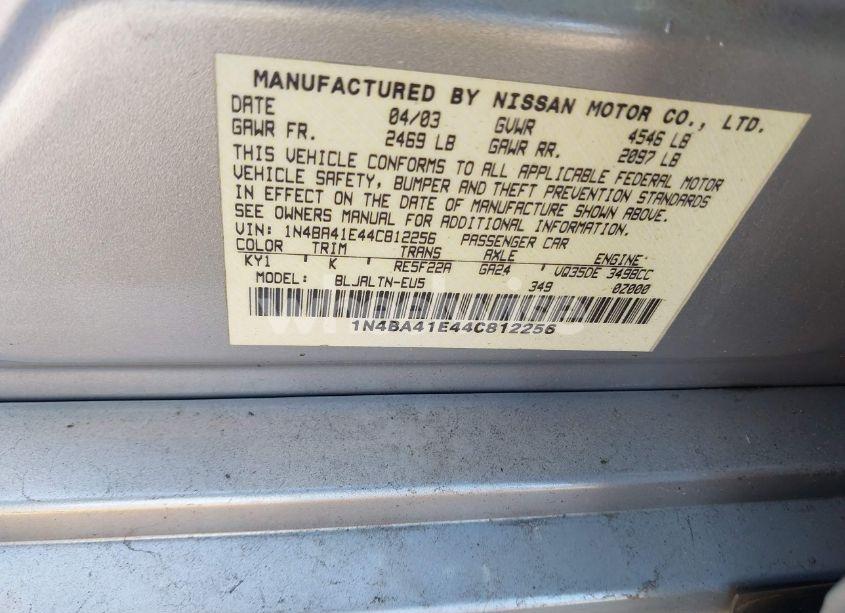 MANUFACTURED BY NISSAN MOTOR CO., LTD.
DATE 04/03 GVWR 4546 LB
GAWR FR. 2469 LB GAWR RR. 2097 LB
THIS VEHICLE CONFORMS TO ALL APPLICABLE FEDERAL MOTOR
VEHICLE SAFETY, BUMPER AND THEFT PREVENTION STANDARDS
IN EFFECT ON THE DATE OF MANUFACTURE SHOWN ABOVE.
SEE OWNERS MANUAL FOR ADDITIONAL INFORMATION.
VIN: 1N4BA41E44C812256 PASSENGER CAR
COLOR TRIM TRANS AXLE ENGINE
KY1 K RE5F22A GA24 VQ35DE 3498CC
MODEL: BLJALTN-EU5 349 0Z000
1N4BA41E44C812256